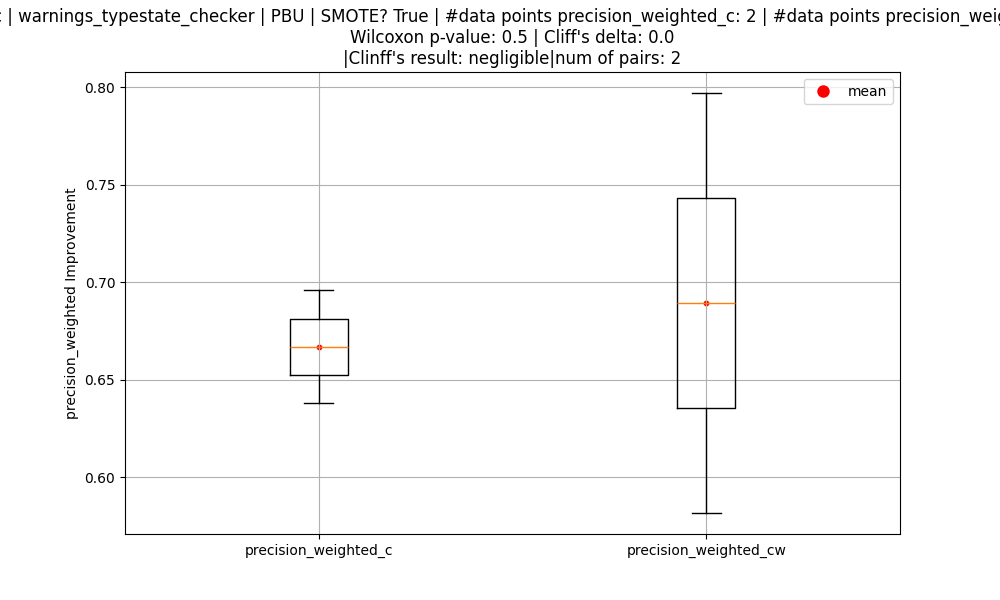 : | warnings_typestate_checker | PBU | SMOTE? True | #data points precision_weighted_c: 2 | #data points
Wilcoxon p-value: 0.5 | Cliff's delta: 0.0
|Clinff's result: negligible|num of pairs: 2
mean
precision_weighted Improvement
0.80
0.75
0.70
0.65
0.60
precision_weighted_c precision_weighted_cw